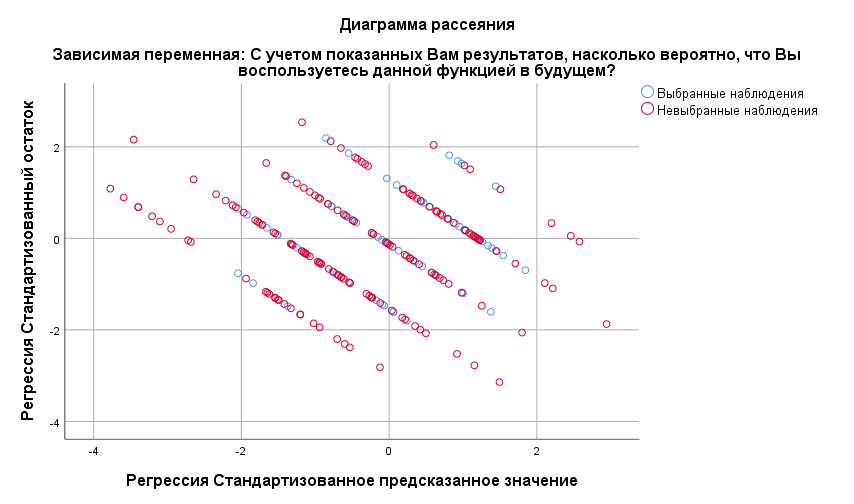 Диаграмма рассеяния
Зависимая переменная: С учетом показанных Вам результатов, насколько вероятно, что Вы
воспользуетесь данной функцией в будущем?
Выбранные наблюдения
Невыбранные наблюдения
Регрессия Стандартизованный остаток
2
0
-2
-4
-4
-2
0
2
Регрессия Стандартизованное предсказанное значение